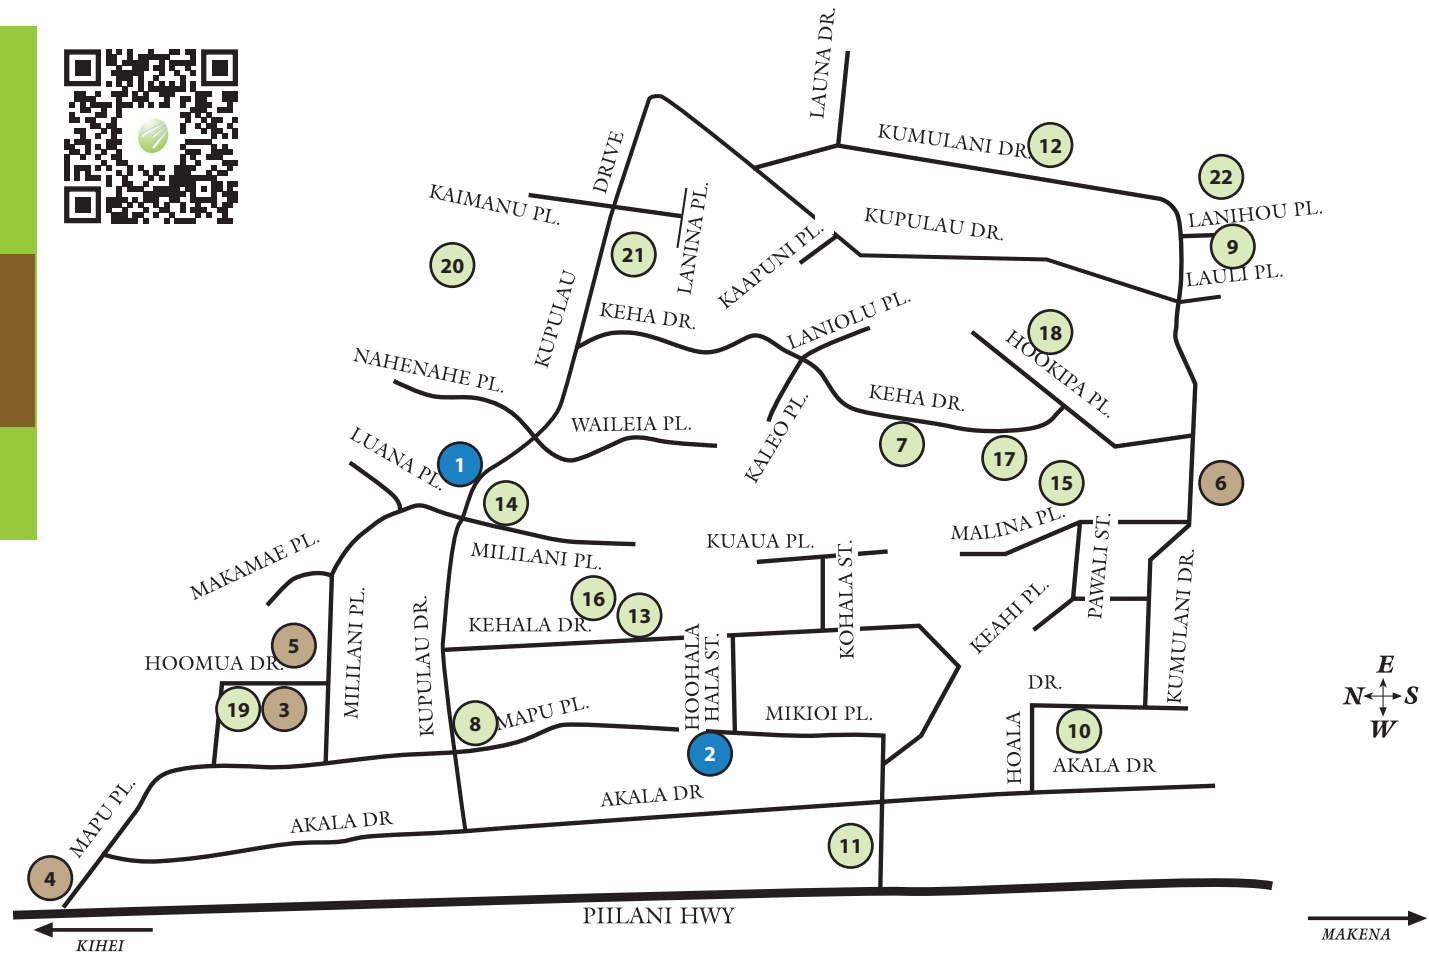 LAUNA DR.
KUMULANI DR.
12
22
LANIHOU PL.
9
LAULI PL.
DRIVE
KAIMANU PL.
LANINA PL.
KUPULAU DR.
KAAPUNI PL.
20
21
KUPULAU
KEHA DR.
LANIOLU PL.
18
HOOKIPA PL.
NAHENAHE PL.
WAILEIA PL.
KEHA DR.
KALEO PL.
7
17
15
6
LUANA PL.
1
14
MALINA PL.
MILILANI PL.
KUAUA PL.
KOHALA ST.
PAWALI ST.
KUMULANI DR.
MAKAMAE PL.
MILILANI PL.
KUPULAU DR.
16
13
KEHALA DR.
KEAHI PL.
5
HOOMUA DR.
HOOHALA
HALA ST.
19
3
8
MAPU PL.
2
MIKIOI PL.
DR.
HOALA
10
AKALA DR
E
N
S
W
MAPU PL.
AKALA DR
AKALA DR
11
4
PIILANI HWY
KIHEI
MAKENA